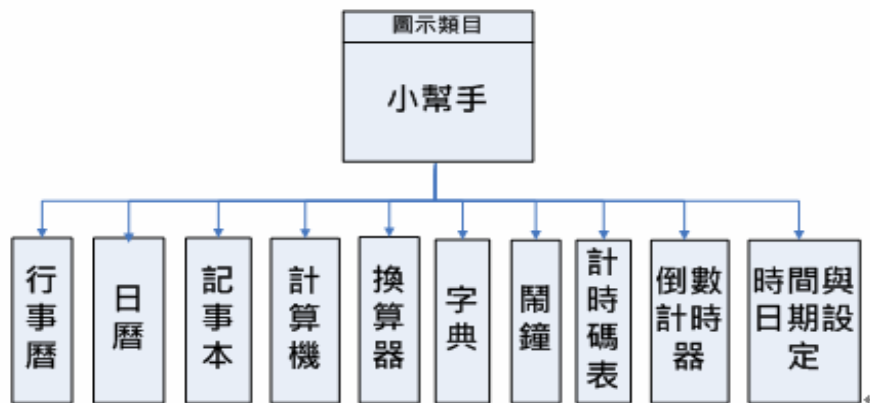 圖示類目
小幫手
行事曆
日曆
記事本
計算機
換算器
字典
鬧鐘
計時碼表
倒數
計時
器
時間與
日期設
定